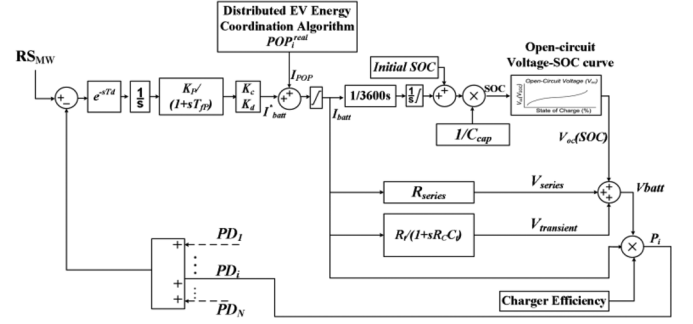 Distributed EV Energy
Coordination Algorithm
POP_i^real
Open-circuit
Voltage-SOC curve
RS_MW
I_POP
Initial SOC
e^-sTd
1/S
K_P/
(1+sT_fP)
K_c
K_d
I*_batt
I_batt
1/3600s
1/S
SOC
Open-Circuit Voltage (V_oc)
State of Charge (%)
1/C_cap
V_oc(SOC)
R_series
V_series
Vbatt
R_t/(1+sR_CC_t)
V_transient
P_i
PD_1
PD_i
PD_N
Charger Efficiency